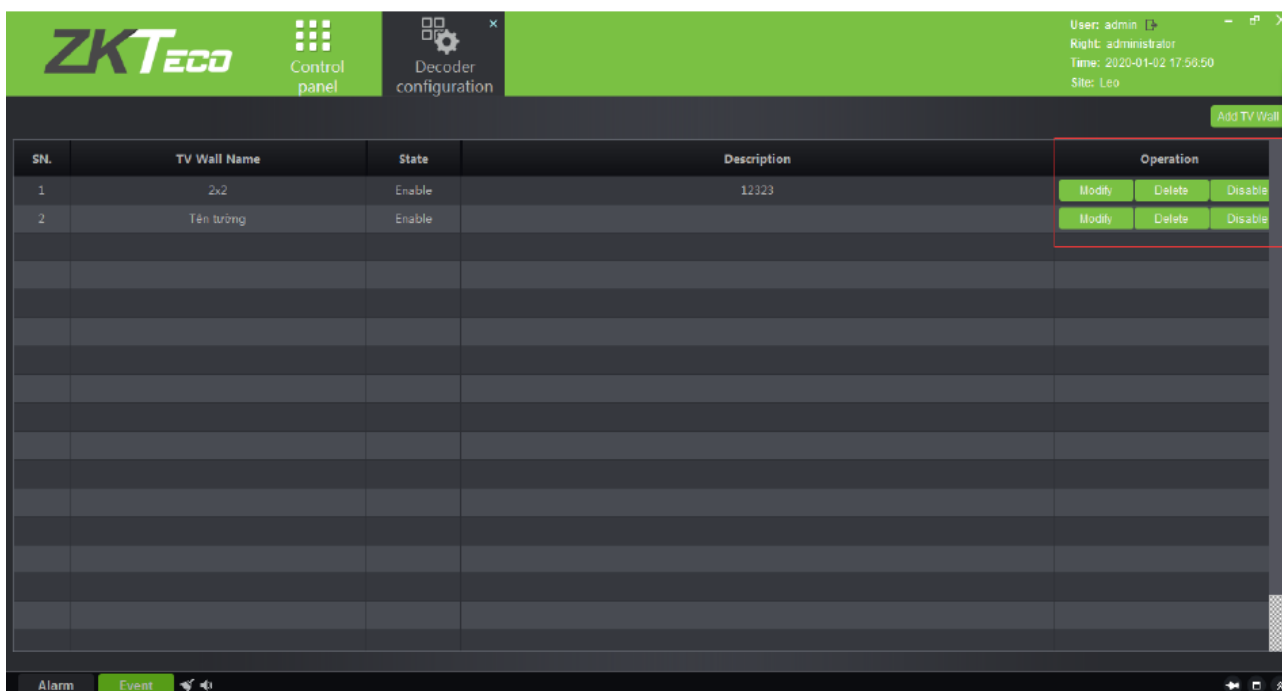 ZKTeco
Control
panel
Decoder
configuration
User: admin
Right: administrator
Time: 2020-01-02 17:56:50
Site: Leo
Add TV Wall
SN. TV Wall Name State Description Operation
1 2x2 Enable 12323 Modify Delete Disable
2 Tên tường Enable Modify Delete Disable
Alarm Event